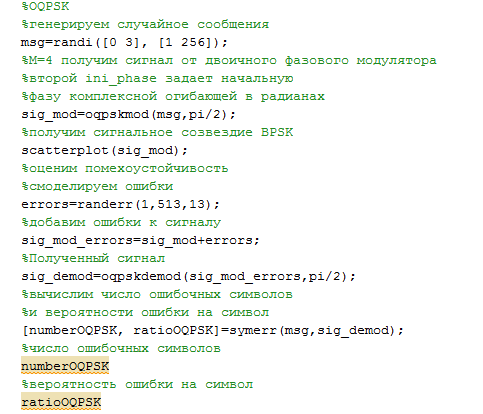 %OQPSK
%генерируем случайное сообщения
msg=randi([0 3], [1 256]);
%M=4 получим сигнал от двоичного фазового модулятора
%второй ini_phase задает начальную
%фазу комплексной огибающей в радианах
sig_mod=oqpskmod(msg,pi/2);
%получим сигнальное созвездие BPSK
scatterplot(sig_mod);
%оценим помехоустойчивость
%смоделируем ошибки
errors=randerr(1,513,13);
%добавим ошибки к сигналу
sig_mod_errors=sig_mod+errors;
%Полученный сигнал
sig_demod=oqpskdemod(sig_mod_errors,pi/2);
%вычислим число ошибочных символов
%и вероятности ошибки на символ
[numberOQPSK, ratioOQPSK]=symerr(msg,sig_demod);
%число ошибочных символов
numberOQPSK
%вероятность ошибки на символ
ratioOQPSK